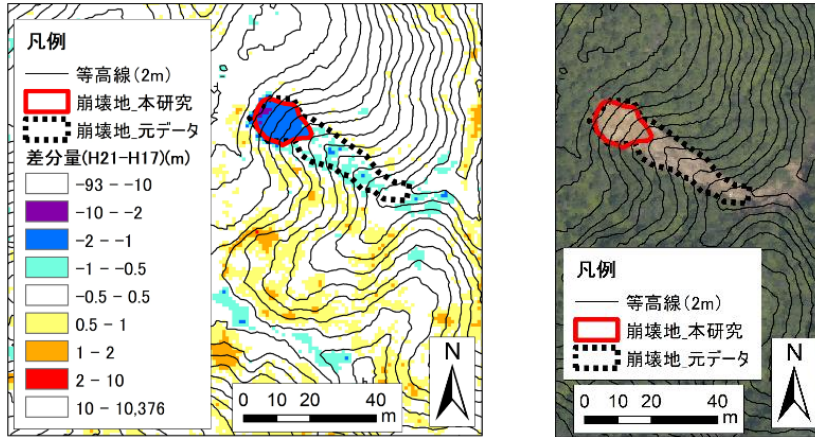 凡例
等高線(2m)
崩壊地_本研究
崩壊地_元データ
差分量(H21-H17)(m)
-93 - -10
-10 - -2
-2 - -1
-1 - -0.5
-0.5 - 0.5
0.5 - 1
1 - 2
2 - 10
10 - 10,376
0 10 20 40
m
N
凡例
等高線(2m)
崩壊地_本研究
崩壊地_元データ
0 10 20 40
m
N